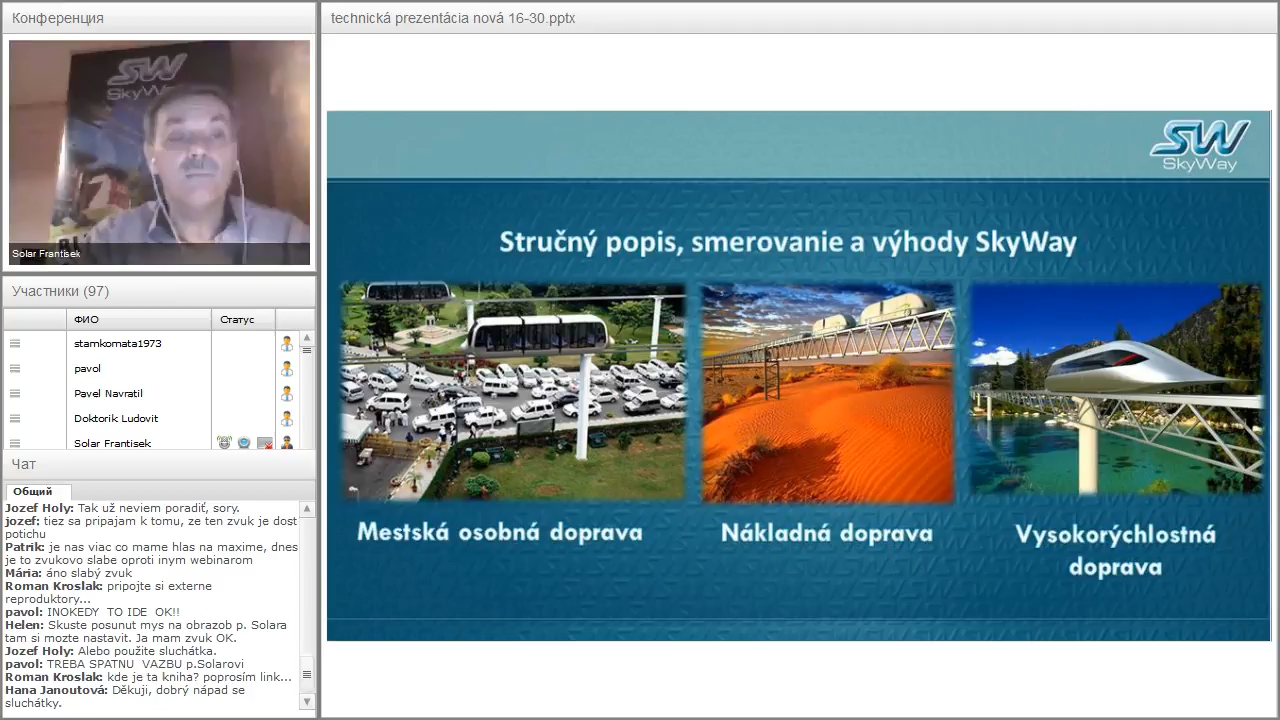 Конференция
SW
SkyWay
Solar Frantisek
Участники (97)
ФИО Статус
stamkomata1973
pavol
Pavel Navratil
Doktorik Ludovit
Solar Frantisek
Чат
Общий
Jozef Holy: Tak už neviem poradiť, sory.
jozef: tiez sa pripajam k tomu, ze ten zvuk je dost
potichu
Patrik: je nas viac co mame hlas na maxime, dnes
je to zvukovo slabe oproti inym webinarom
Mária: áno slabý zvuk
Roman Kroslak: pripojte si externe
reproduktory...
pavol: INOKEDY TO IDE OK!!
Helen: Skuste posunut mys na obrazob p. Solara
tam si mozte nastavit. Ja mam zvuk OK.
Jozef Holy: Alebo použite sluchátka.
pavol: TREBA SPATNU VAZBU p.Solarovi
Roman Kroslak: kde je ta kniha? poprosím link...
Hana Janoutová: Děkuji, dobrý nápad se
sluchátky.
technická prezentácia nová 16-30.pptx
SW
SkyWay
Stručný popis, smerovanie a výhody SkyWay
Mestská osobná doprava
Nákladná doprava
Vysokorýchlostná
doprava